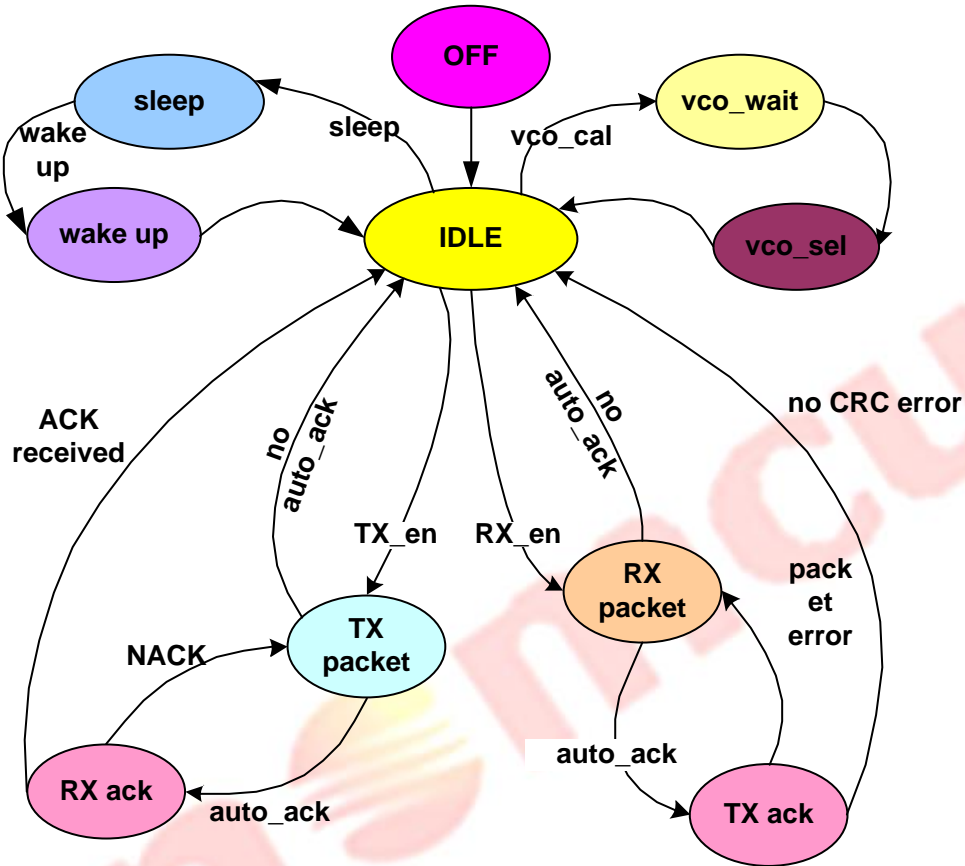 OFF
sleep
vco_wait
wake
up
sleep
vco_cal
wake up
IDLE
vco_sel
ACK
received
no
auto_ack
no
auto_ack
no CRC error
TX_en
RX_en
RX
packet
pack
et
error
TX
packet
NACK
auto_ack
RX ack
auto_ack
TX ack
mcu